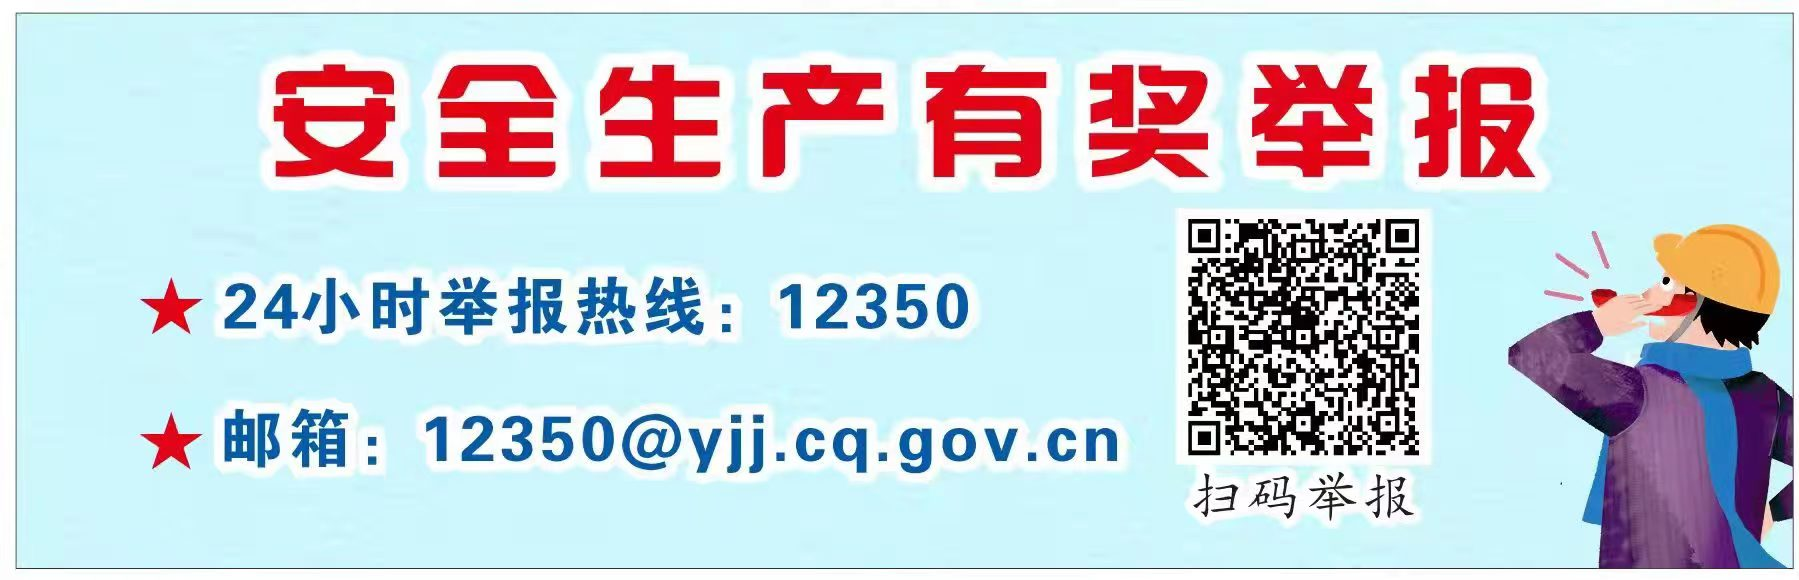 安全生产有奖举报
★ 24小时举报热线：12350
★ 邮箱：12350@yjj.cq.gov.cn
扫码举报